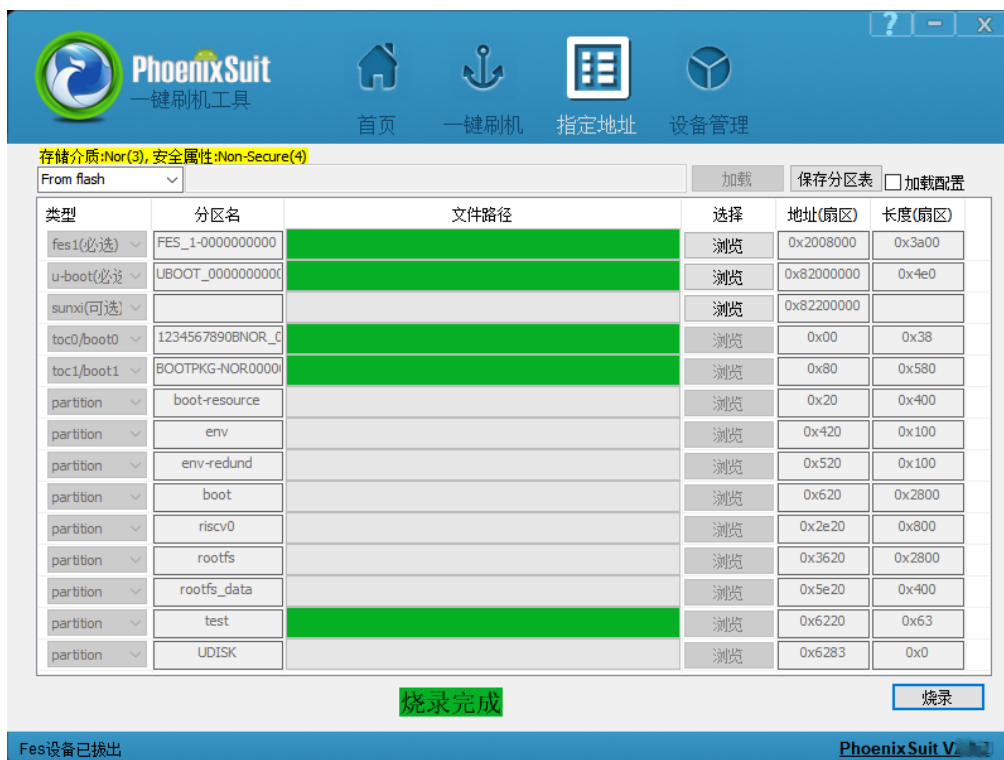 ? － X
PhoenixSuit
一键刷机工具
首页 一键刷机 指定地址 设备管理
存储介质:Nor(3), 安全属性:Non-Secure(4)
From flash 加载 保存分区表 加载配置
类型 分区名 文件路径 选择 地址(扇区) 长度(扇区)
fes1(必选) FES_1-0000000000 浏览 0x2008000 0x3a00
u-boot(必 UBOOT_0000000000 浏览 0x82000000 0x4e0
sunxi(可选) 浏览 0x82200000
toc0/boot0 1234567890BNOR_0 浏览 0x00 0x38
toc1/boot1 BOOTPKG-NOR0000 浏览 0x80 0x580
partition boot-resource 浏览 0x20 0x400
partition env 浏览 0x420 0x100
partition env-redund 浏览 0x520 0x100
partition boot 浏览 0x620 0x2800
partition riscv0 浏览 0x2e20 0x800
partition rootfs 浏览 0x3620 0x2800
partition rootfs_data 浏览 0x5e20 0x400
partition test 浏览 0x6220 0x63
partition UDISK 浏览 0x6283 0x0
烧录完成 烧录
Fes设备已拔出 PhoenixSuit